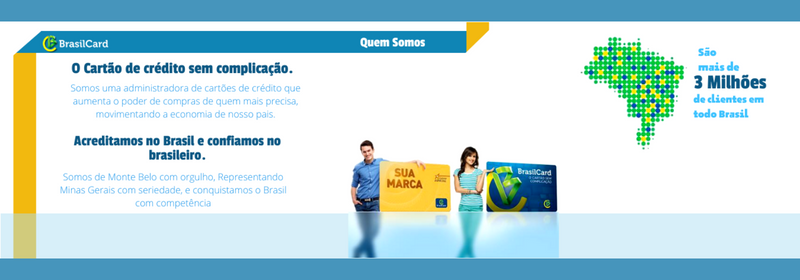 BrasilCard
Quem Somos
O Cartão de crédito sem complicação.
Somos uma administradora de cartões de crédito que
aumenta o poder de compras de quem mais precisa,
movimentando a economia de nosso país.
Acreditamos no Brasil e confiamos no
brasileiro.
Somos de Monte Belo com orgulho, Representando
Minas Gerais com seriedade, e conquistamos o Brasil
com competência
SUA
MARCA
BrasilCard
O CARTÃO SEM
COMPLICAÇÃO
São
mais de
3 Milhões
de clientes em
todo Brasil